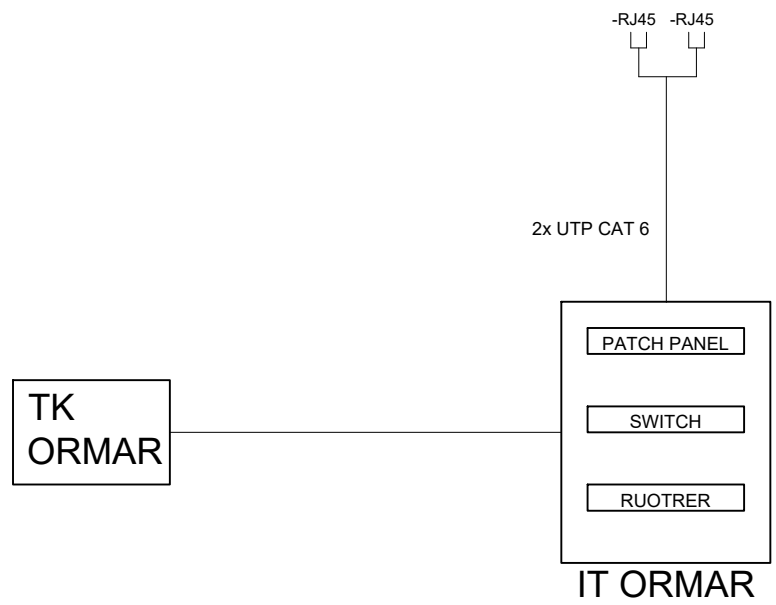 -RJ45 -RJ45
2x UTP CAT 6
PATCH PANEL
TK
ORMAR
SWITCH
RUOTRER
IT ORMAR